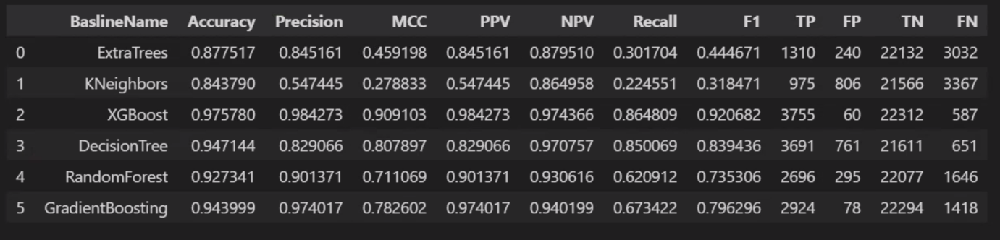 BaslineName Accuracy Precision MCC PPV NPV Recall F1 TP FP TN FN
0 ExtraTrees 0.877517 0.845161 0.459198 0.845161 0.879510 0.301704 0.444671 1310 240 22132 3032
1 KNeighbors 0.843790 0.547445 0.278833 0.547445 0.864958 0.224551 0.318471 975 806 21566 3367
2 XGBoost 0.975780 0.984273 0.909103 0.984273 0.974366 0.864809 0.920682 3755 60 22312 587
3 DecisionTree 0.947144 0.829066 0.807897 0.829066 0.970757 0.850069 0.839436 3691 761 21611 651
4 RandomForest 0.927341 0.901371 0.711069 0.901371 0.930616 0.620912 0.735306 2696 295 22077 1646
5 GradientBoosting 0.943999 0.974017 0.782602 0.974017 0.940199 0.673422 0.796296 2924 78 22294 1418